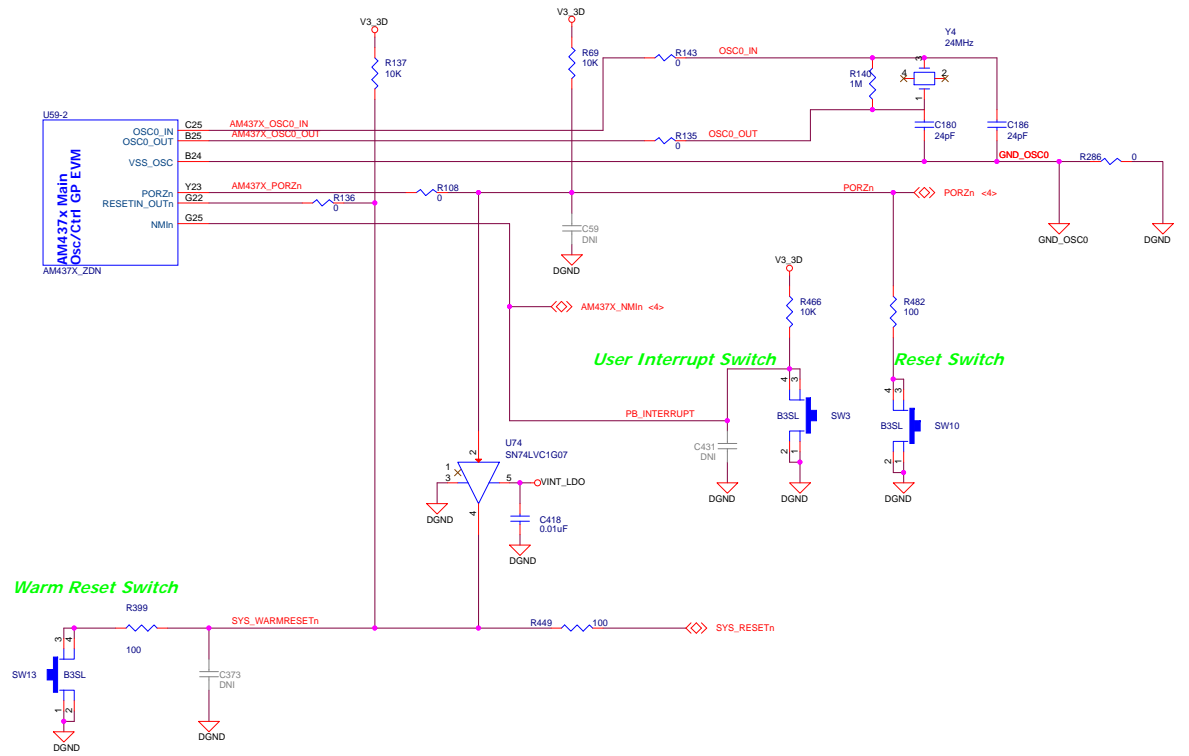 V3_3D
V3_3D
R137
10K
R69
10K
R143
0
OSC0_IN
Y4
24MHz
R140
1M
3
4
2
1
U59-2
AM437x Main
Osc/Ctrl GP EVM
AM437X_ZDN
OSC0_IN
OSC0_OUT
VSS_OSC
PORZn
RESETIN_OUTn
NMIn
C25
B25
B24
Y23
G22
G25
AM437X_OSC0_IN
AM437X_OSC0_OUT
AM437X_PORZn
R135
0
OSC0_OUT
C180
24pF
C186
24pF
GND_OSC0
R286
0
R136
0
R108
0
PORZn
PORZn <4>
C59
DNI
DGND
GND_OSC0
DGND
V3_3D
AM437X_NMIn <4>
R466
10K
R482
100
User Interrupt Switch
Reset Switch
4
3
B3SL
SW3
2
1
4
3
B3SL
SW10
2
1
PB_INTERRUPT
C431
DNI
DGND
DGND
DGND
U74
SN74LVC1G07
2
1
3
5
4
VINT_LDO
DGND
C418
0.01uF
DGND
Warm Reset Switch
R399
100
SYS_WARMRESETn
R449
100
SYS_RESETn
3
4
SW13
B3SL
1
2
C373
DNI
DGND
DGND